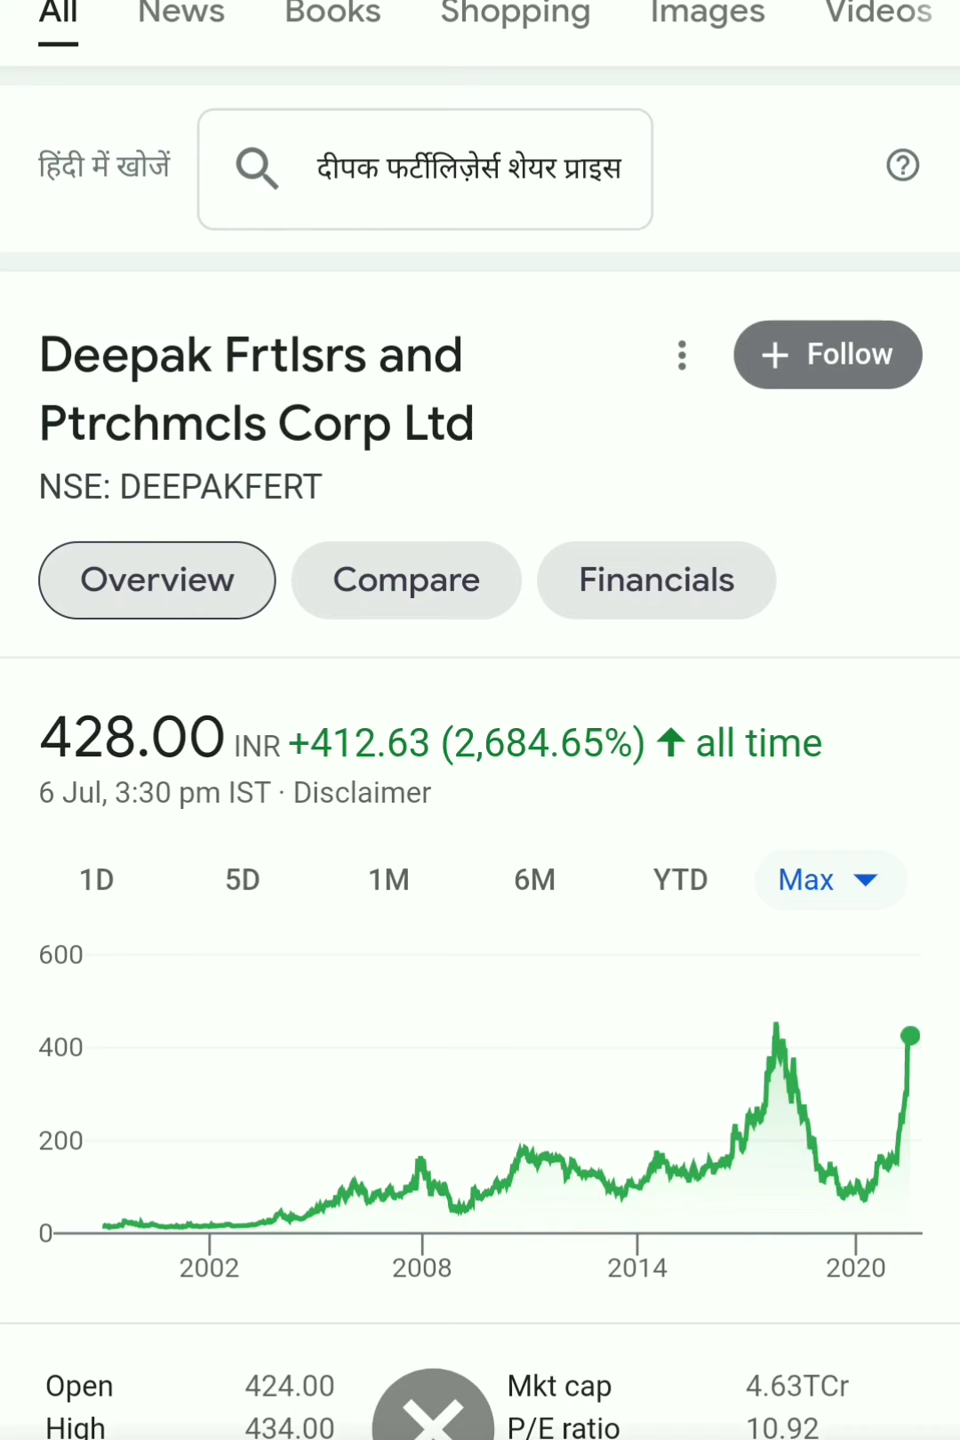 All News Books Shopping Images Videos
हिंदी में खोजें दीपक फर्टीलिज़ेर्स शेयर प्राइस
Deepak Frtlsrs and
Ptrchmcls Corp Ltd
+ Follow
NSE: DEEPAKFERT
Overview Compare Financials
428.00 INR +412.63 (2,684.65%) ↑ all time
6 Jul, 3:30 pm IST · Disclaimer
1D 5D 1M 6M YTD Max
600
400
200
0
2002 2008 2014 2020
Open 424.00 Mkt cap 4.63TCr
High 434.00 P/E ratio 10.92